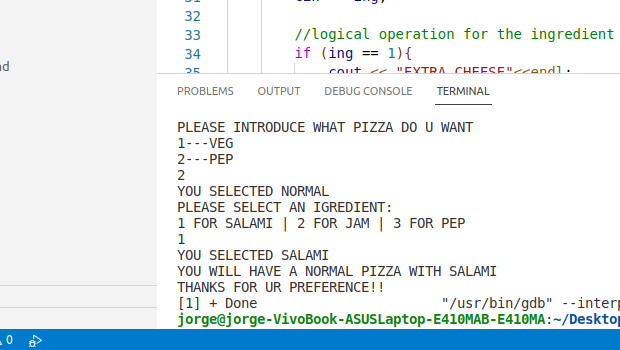 32
33 //logical operation for the ingredient
34 if (ing == 1){
35 cout << "EXTRA CHEESE"<<endl;
PROBLEMS OUTPUT DEBUG CONSOLE TERMINAL
PLEASE INTRODUCE WHAT PIZZA DO U WANT
1---VEG
2---PEP
2
YOU SELECTED NORMAL
PLEASE SELECT AN IGREDIENT:
1 FOR SALAMI | 2 FOR JAM | 3 FOR PEP
1
YOU SELECTED SALAMI
YOU WILL HAVE A NORMAL PIZZA WITH SALAMI
THANKS FOR UR PREFERENCE!!
[1] + Done "/usr/bin/gdb" --interp
jorge@jorge-VivoBook-ASUSLaptop-E410MAB-E410MA:~/Desktop
0